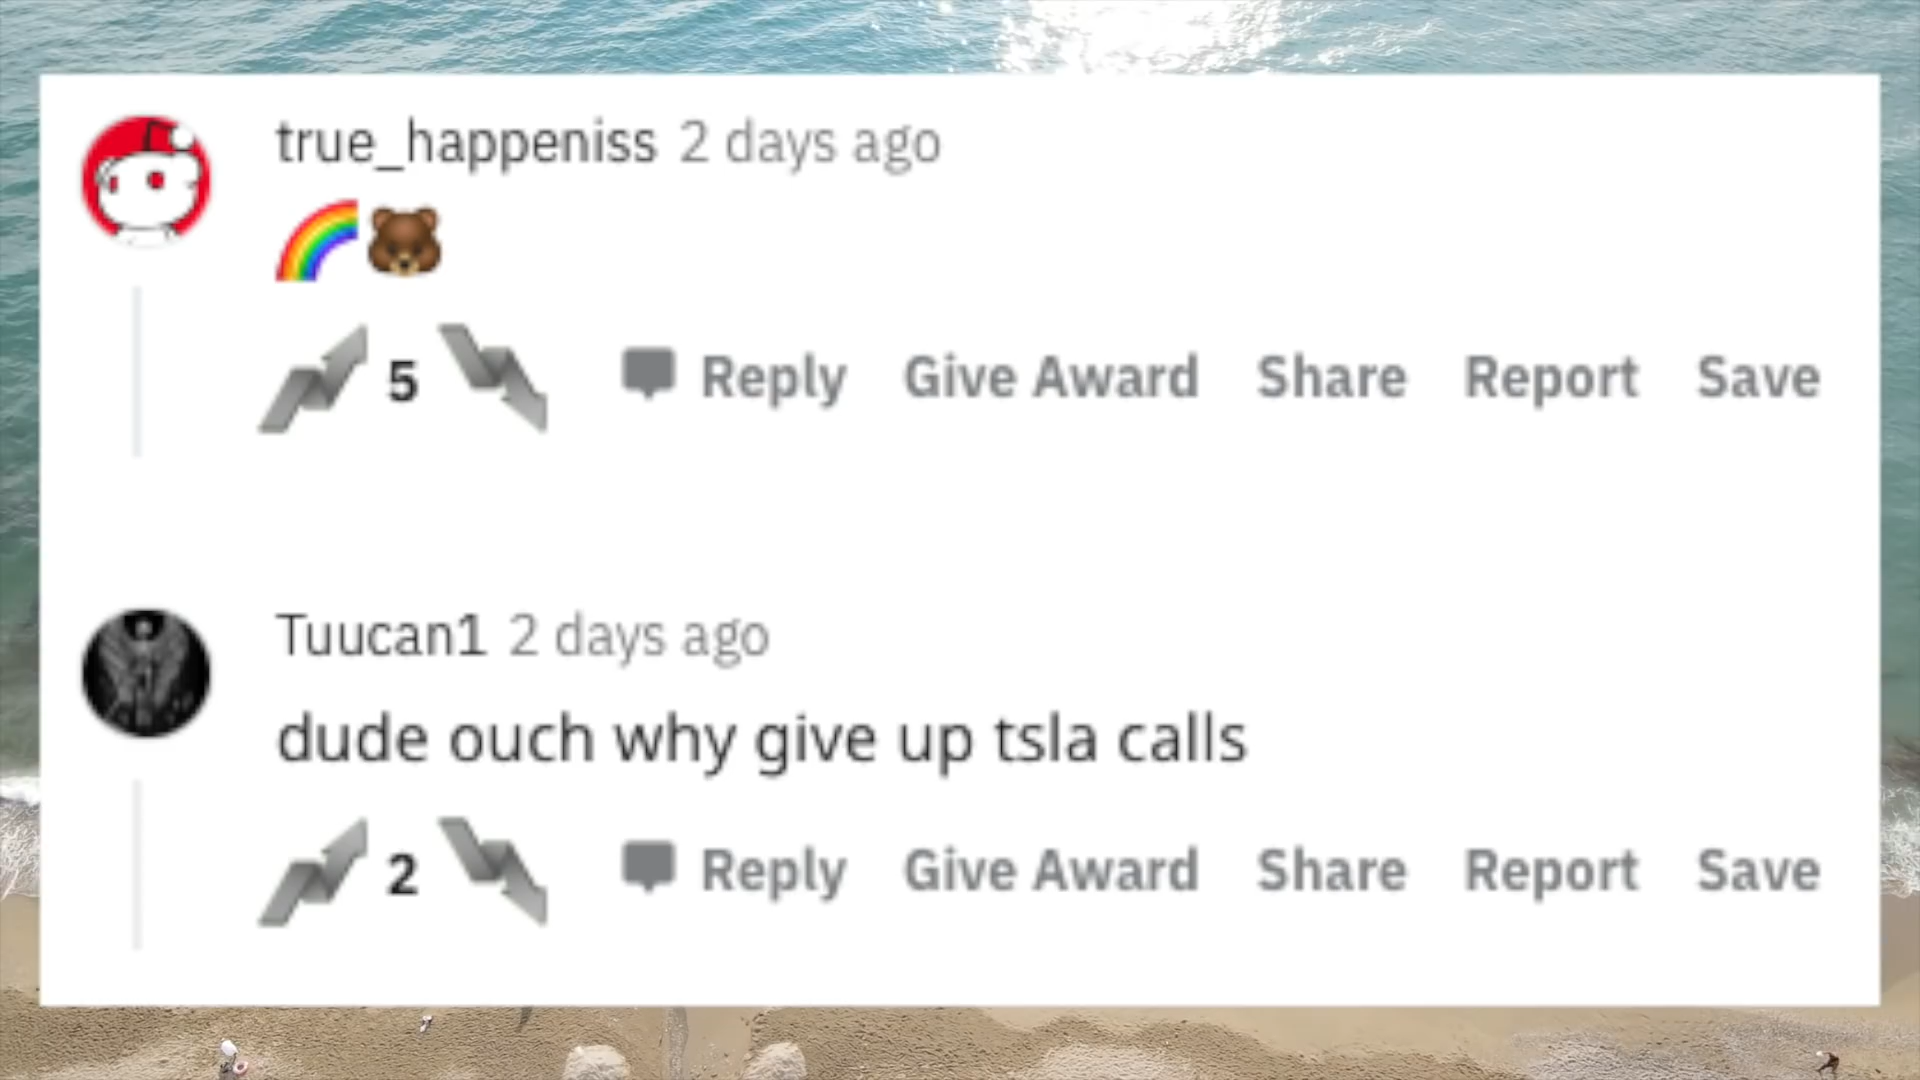 true_happeniss 2 days ago
🌈🐻
5 Reply Give Award Share Report Save
Tuucan1 2 days ago
dude ouch why give up tsla calls
2 Reply Give Award Share Report Save